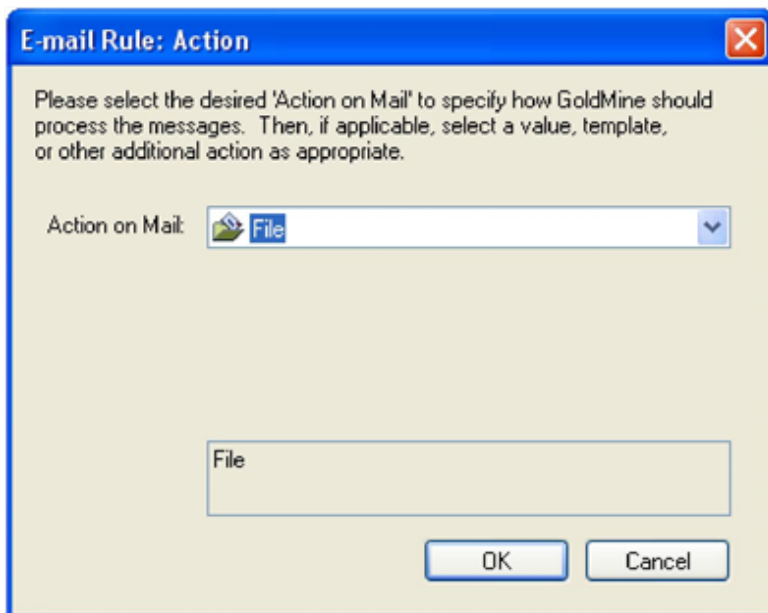 E-mail Rule: Action
Please select the desired 'Action on Mail' to specify how GoldMine should
process the messages. Then, if applicable, select a value, template,
or other additional action as appropriate.
Action on Mail: File
File
OK Cancel